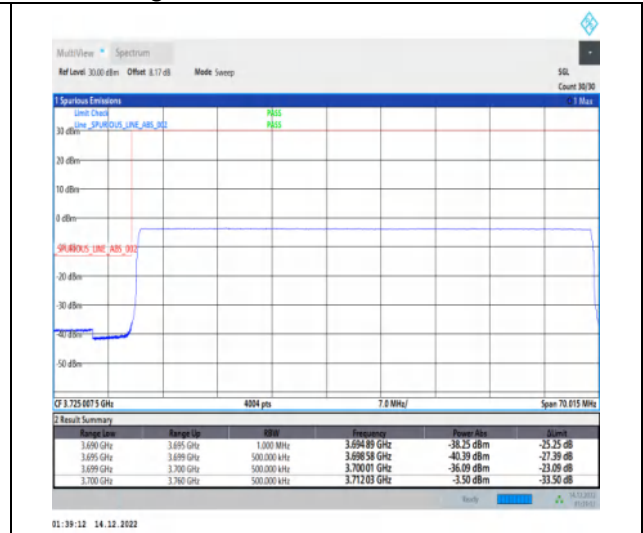 MultiView Spectrum
Ref Level 30.00 dBm Offset 8.17 dB Mode Sweep SGL
Count 30/30
1 Spurious Emissions 1 Max
Limit Check PASS
Line _SPURIOUS_LINE_ABS_002 PASS
30 dBm
20 dBm
10 dBm
0 dBm
_SPURIOUS_LINE_ABS_002
-20 dBm
-30 dBm
-40 dBm
-50 dBm
CF 3.725 007 5 GHz 4004 pts 7.0 MHz/ Span 70.015 MHz
2 Result Summary
Range Low Range Up RBW Frequency Power Abs ΔLimit
3.690 GHz 3.695 GHz 1.000 MHz 3.694 89 GHz -38.25 dBm -25.25 dB
3.695 GHz 3.699 GHz 500.000 kHz 3.698 58 GHz -40.39 dBm -27.39 dB
3.699 GHz 3.700 GHz 500.000 kHz 3.700 01 GHz -36.09 dBm -23.09 dB
3.700 GHz 3.760 GHz 500.000 kHz 3.712 03 GHz -3.50 dBm -33.50 dB
Ready 14.12.2022
01:39:12 14.12.2022